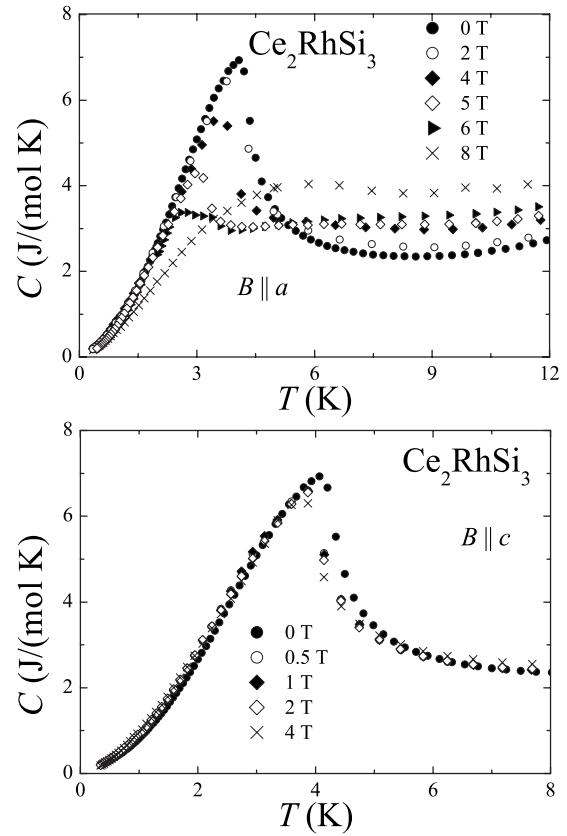 8
6
4
2
0
0
3
6
9
12
C (J/(mol K)
T (K)
Ce₂RhSi₃
B || a
0 T
2 T
4 T
5 T
6 T
8 T
8
6
4
2
0
0
2
4
6
8
C (J/(mol K)
T (K)
Ce₂RhSi₃
B || c
0 T
0.5 T
1 T
2 T
4 T